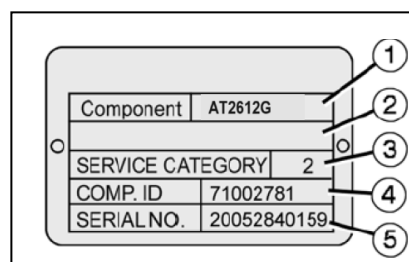 Component AT2612G 1
2
SERVICE CATEGORY 2 3
COMP. ID 71002781 4
SERIAL NO. 20052840159 5